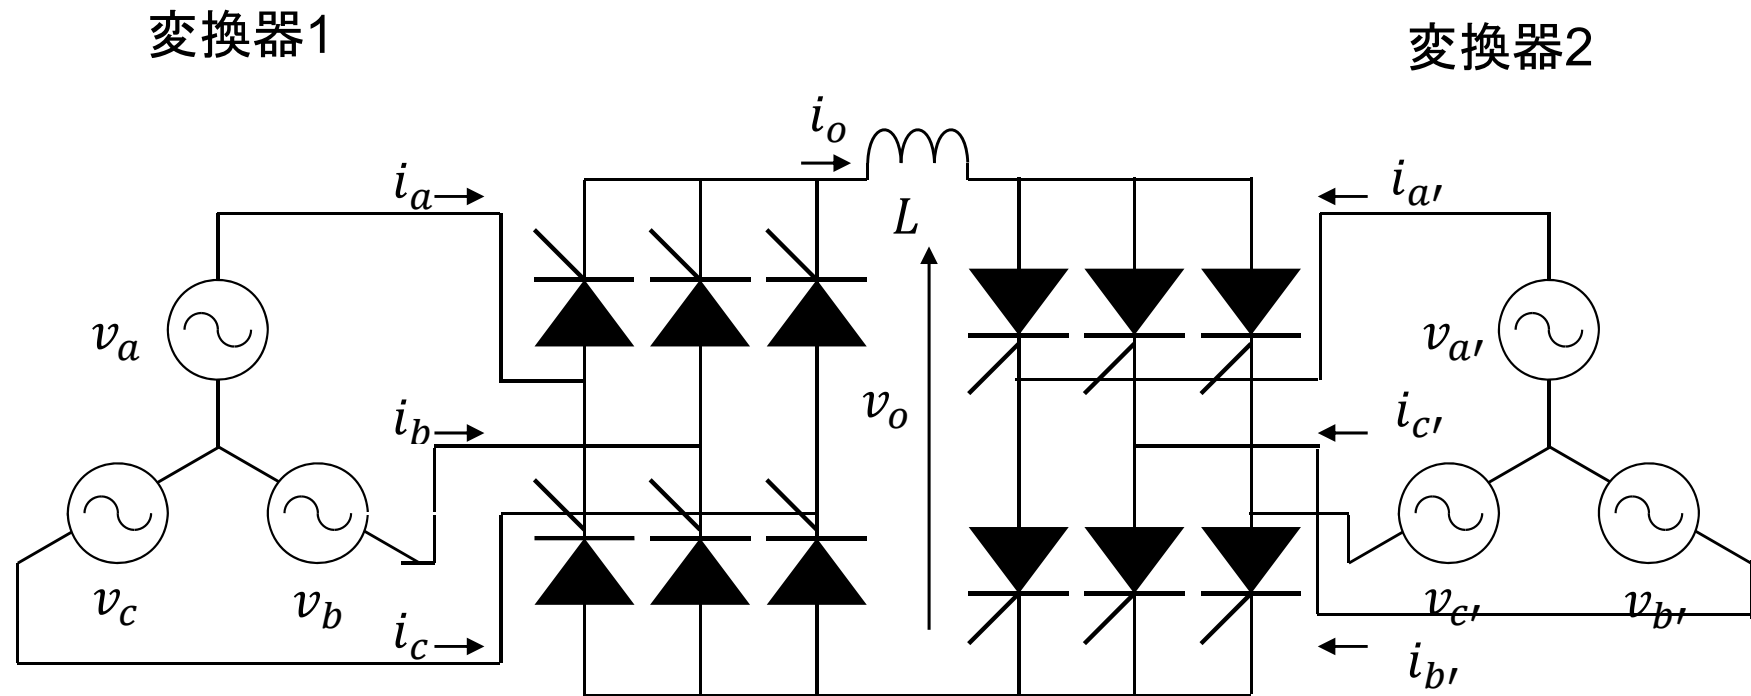 変換器1
変換器2
i_o
i_a
i_a′
L
v_a
v_a′
v_o
i_b
i_c′
v_c
v_b
v_c′
v_b′
i_c
i_b′